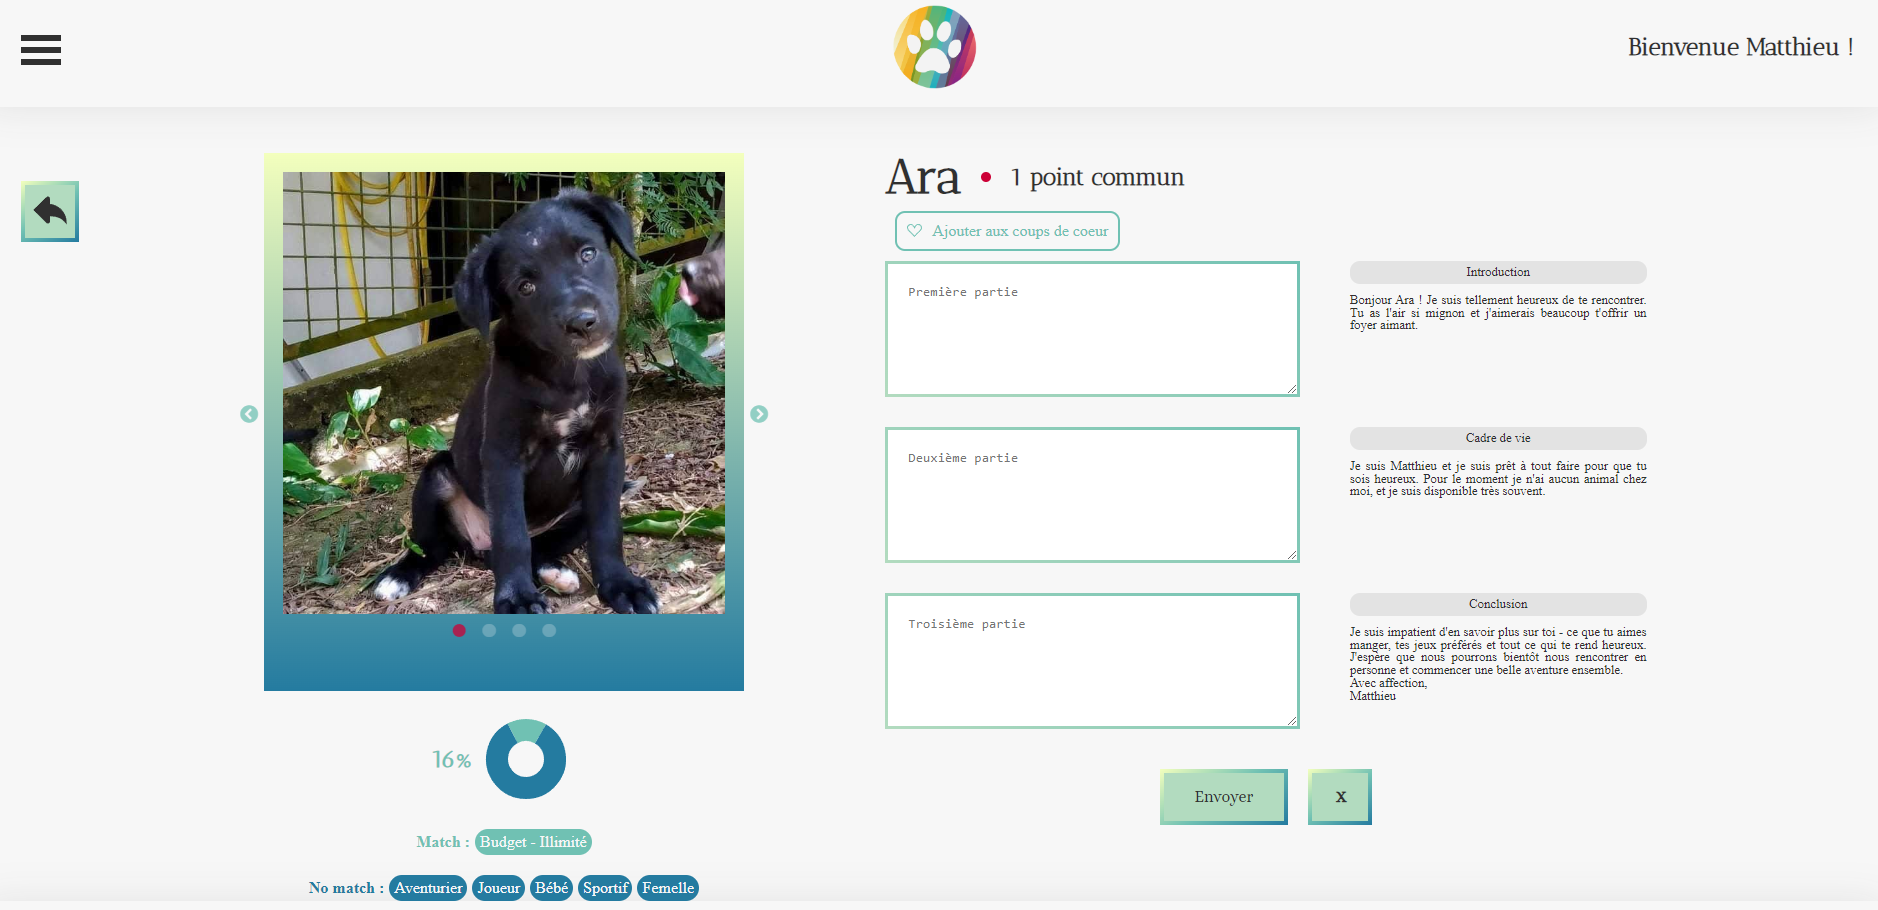 Bienvenue Matthieu !
Ara • 1 point commun
♡ Ajouter aux coups de coeur
Première partie
Introduction
Bonjour Ara ! Je suis tellement heureux de te rencontrer.
Tu as l'air si mignon et j'aimerais beaucoup t'offrir un
foyer aimant.
Deuxième partie
Cadre de vie
Je suis Matthieu et je suis prêt à tout faire pour que tu
sois heureux. Pour le moment je n'ai aucun animal chez
moi, et je suis disponible très souvent.
Troisième partie
Conclusion
Je suis impatient d'en savoir plus sur toi - ce que tu aimes
manger, tes jeux préférés et tout ce qui te rend heureux.
J'espère que nous pourrons bientôt nous rencontrer en
personne et commencer une belle aventure ensemble.
Avec affection,
Matthieu
Envoyer
X
16%
Match : Budget - Illimité
No match : Aventurier Joueur Bébé Sportif Femelle